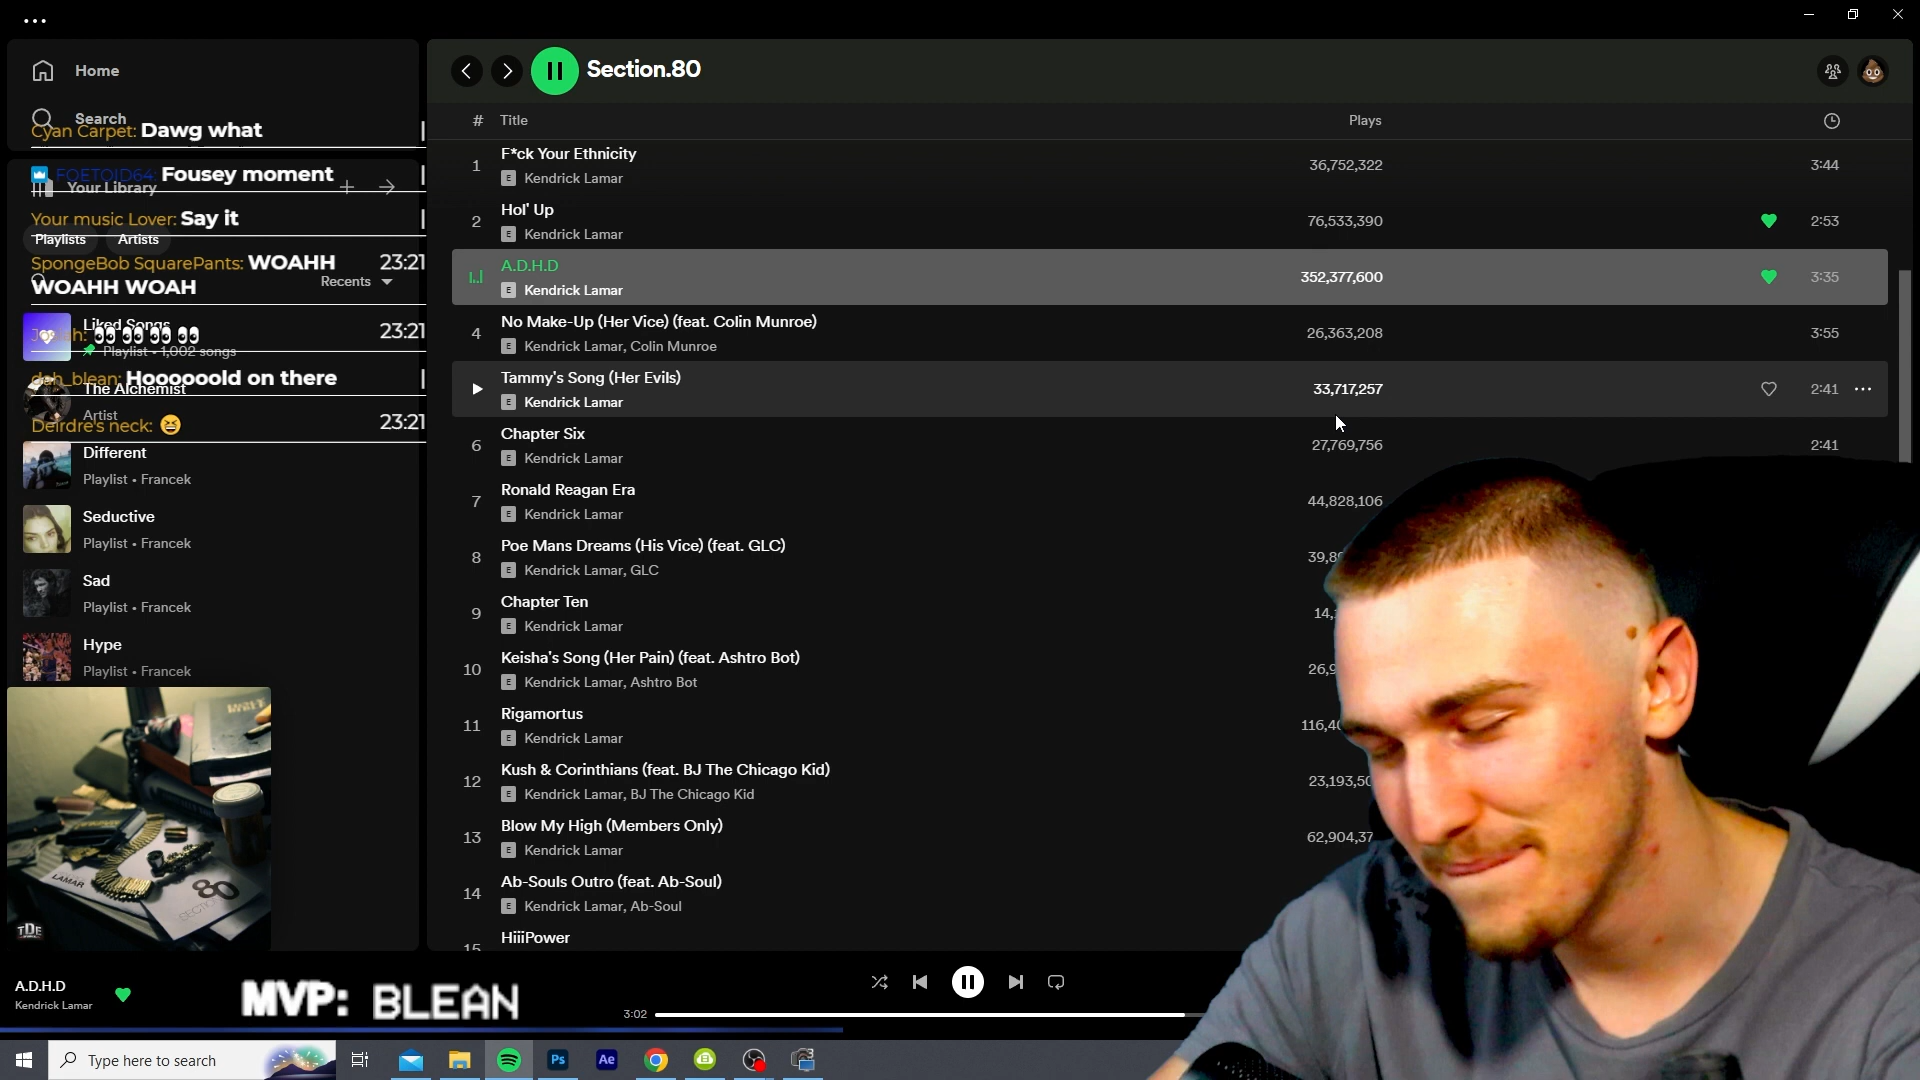 Home
Section.80
Search
Cyan Carpet: Dawg what
# Title Plays
FOETOID64: Fousey moment
Your Library
Your music Lover: Say it
Playlists Artists
SpongeBob SquarePants: WOAHH WOAHH WOAH 23:21
Recents
Liked Songs
Playlist • 1,002 songs
23:21
dah_blean: Hoooooold on there
The Alchemist
Artist
Deirdre's neck: 😆 23:21
Different
Playlist • Francek
Seductive
Playlist • Francek
Sad
Playlist • Francek
Hype
Playlist • Francek
1 F*ck Your Ethnicity 36,752,322 3:44
E Kendrick Lamar
2 Hol' Up 76,533,390 2:53
E Kendrick Lamar
A.D.H.D 352,377,600 3:35
E Kendrick Lamar
4 No Make-Up (Her Vice) (feat. Colin Munroe) 26,363,208 3:55
E Kendrick Lamar, Colin Munroe
Tammy's Song (Her Evils) 33,717,257 2:41
E Kendrick Lamar
6 Chapter Six 27,769,756 2:41
E Kendrick Lamar
7 Ronald Reagan Era 44,828,106
E Kendrick Lamar
8 Poe Mans Dreams (His Vice) (feat. GLC)
E Kendrick Lamar, GLC
9 Chapter Ten
E Kendrick Lamar
10 Keisha's Song (Her Pain) (feat. Ashtro Bot)
E Kendrick Lamar, Ashtro Bot
11 Rigamortus
E Kendrick Lamar
12 Kush & Corinthians (feat. BJ The Chicago Kid)
E Kendrick Lamar, BJ The Chicago Kid
13 Blow My High (Members Only)
E Kendrick Lamar
14 Ab-Souls Outro (feat. Ab-Soul)
E Kendrick Lamar, Ab-Soul
15 HiiiPower
LAMAR
SECTION
80
TDE
A.D.H.D
Kendrick Lamar
MVP: BLEAN
3:02
Type here to search
Ps
Ae